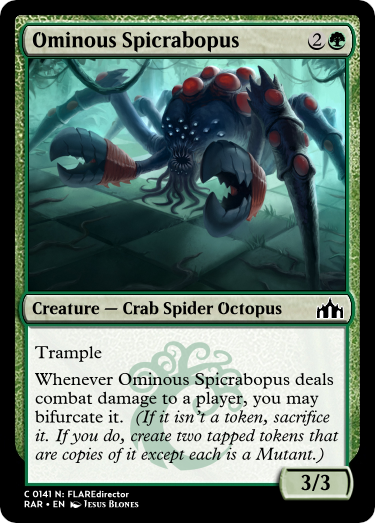 Ominous Spicrabopus 2
Creature — Crab Spider Octopus
Trample
Whenever Ominous Spicrabopus deals
combat damage to a player, you may
bifurcate it. (If it isn't a token, sacrifice
it. If you do, create two tapped tokens that
are copies of it except each is a Mutant.)
3/3
C 0141 N: FLAREdirector
RAR • EN Jesus Blones